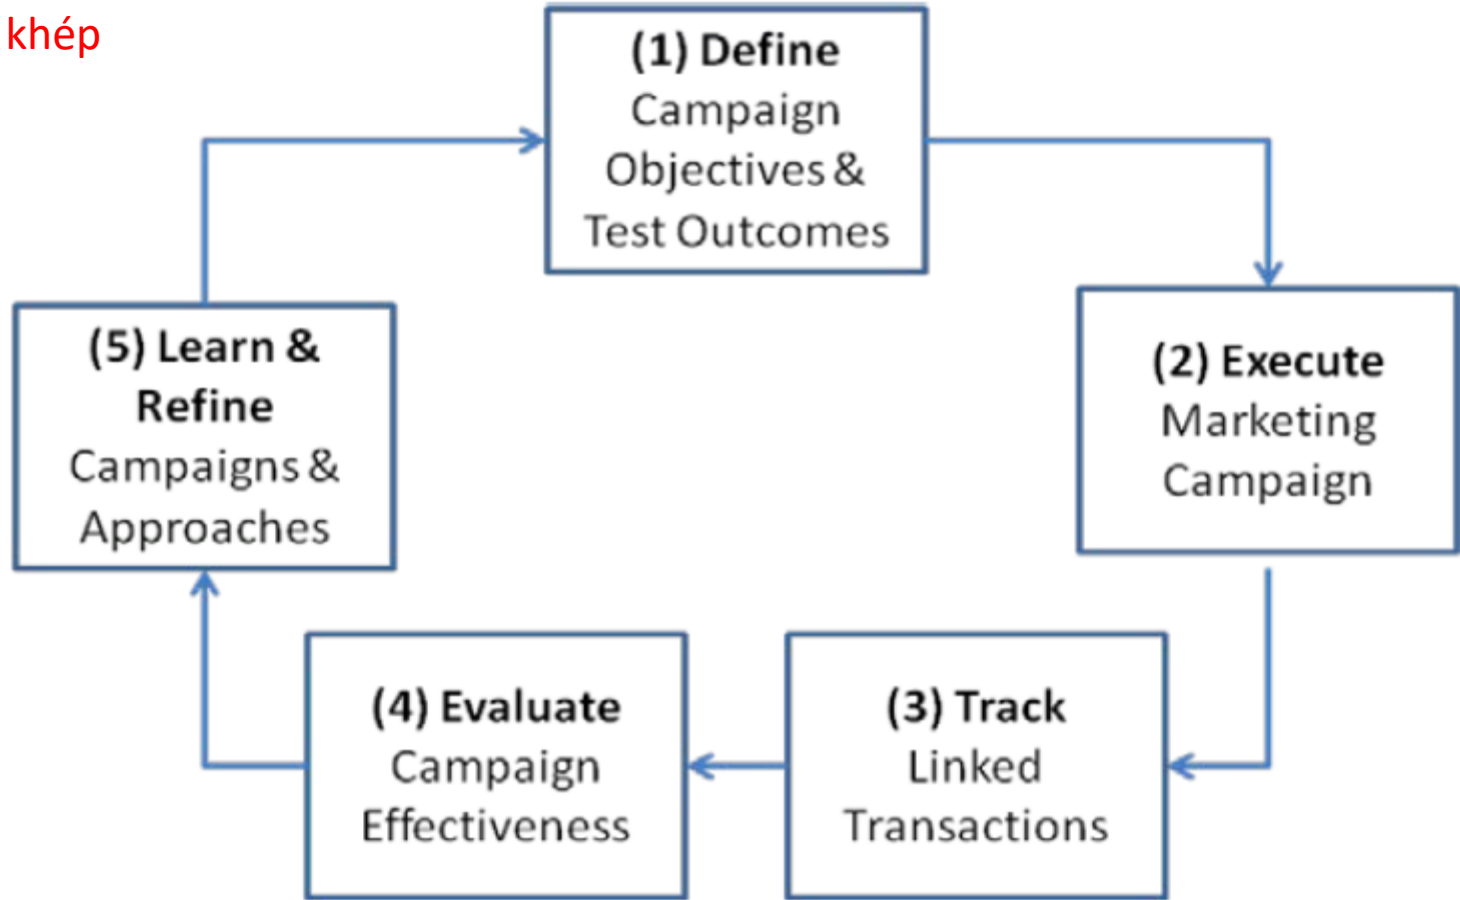 khép
(1) Define
Campaign
Objectives &
Test Outcomes
(2) Execute
Marketing
Campaign
(3) Track
Linked
Transactions
(4) Evaluate
Campaign
Effectiveness
(5) Learn &
Refine
Campaigns &
Approaches